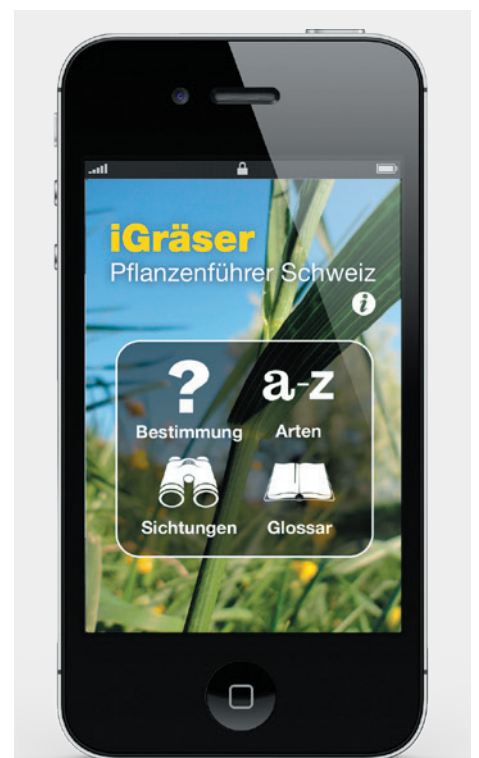 iGräser
Pflanzenführer Schweiz
i
?
a-z
Bestimmung
Arten
Sichtungen
Glossar